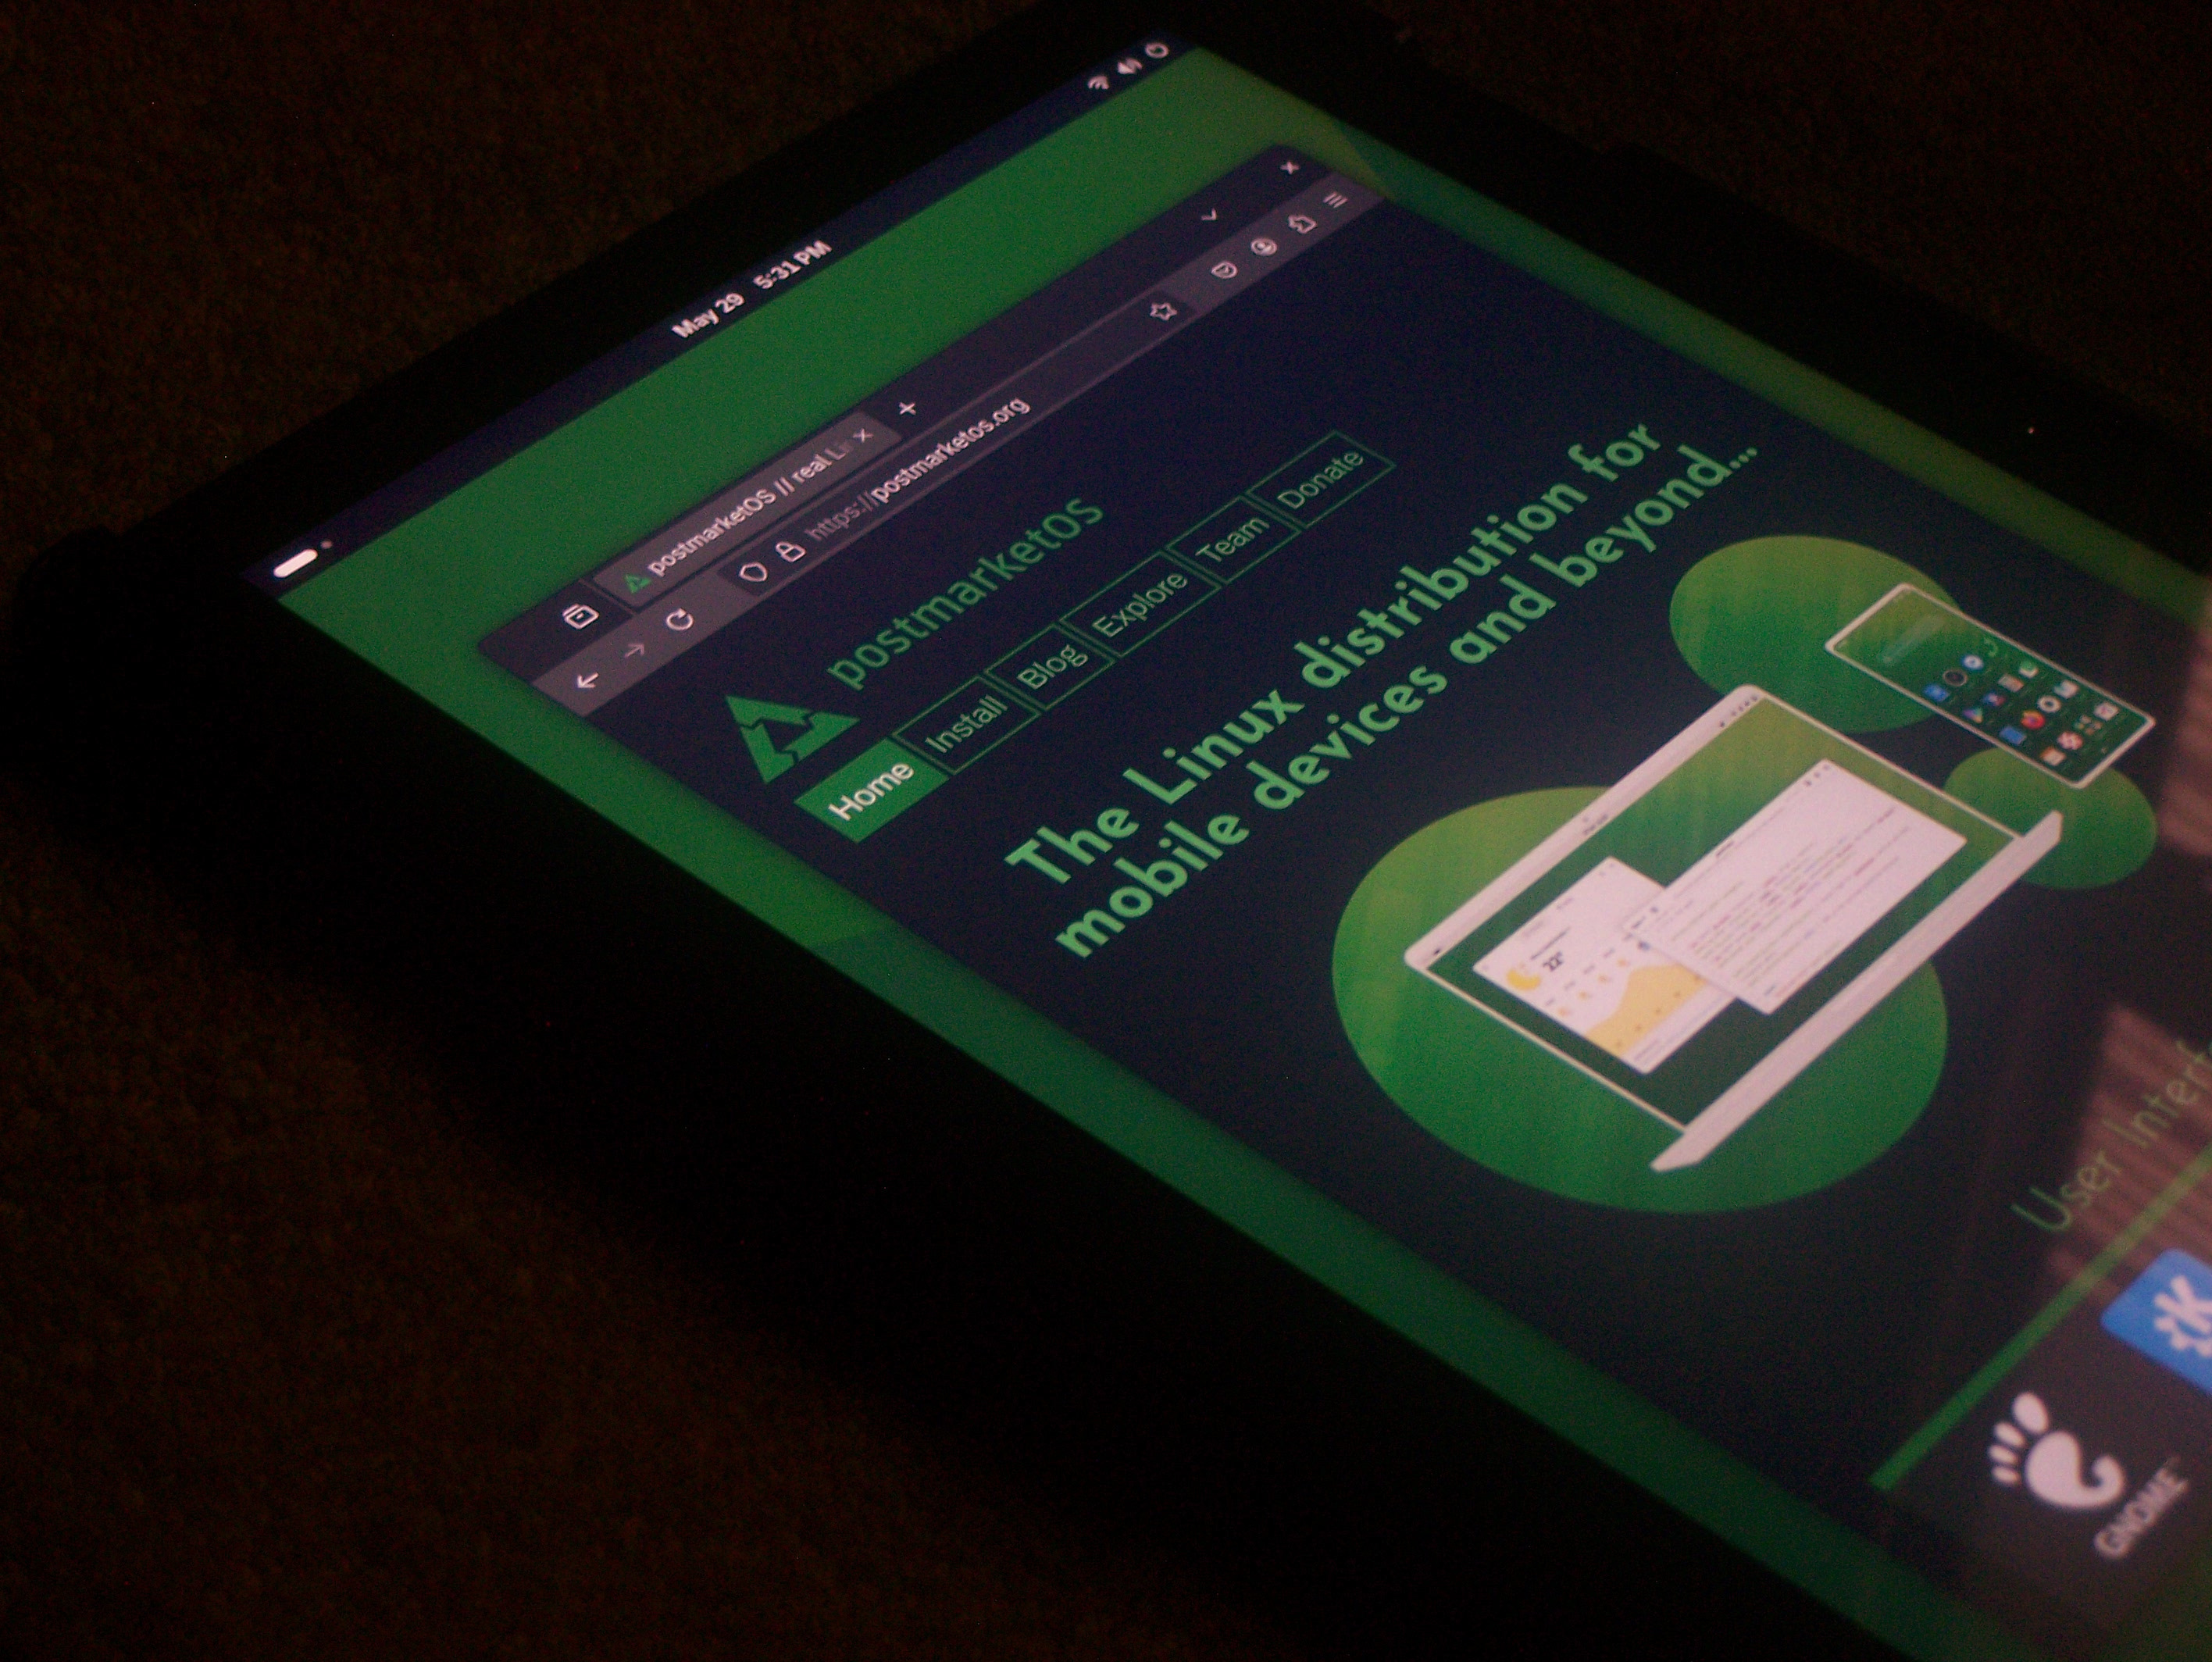 May 29 5:31 PM
postmarketOS // real Li
https://postmarketos.org
postmarketOS
Home Install Blog Explore Team Donate
The Linux distribution for
mobile devices and beyond...
22°
User Interf
GNOME